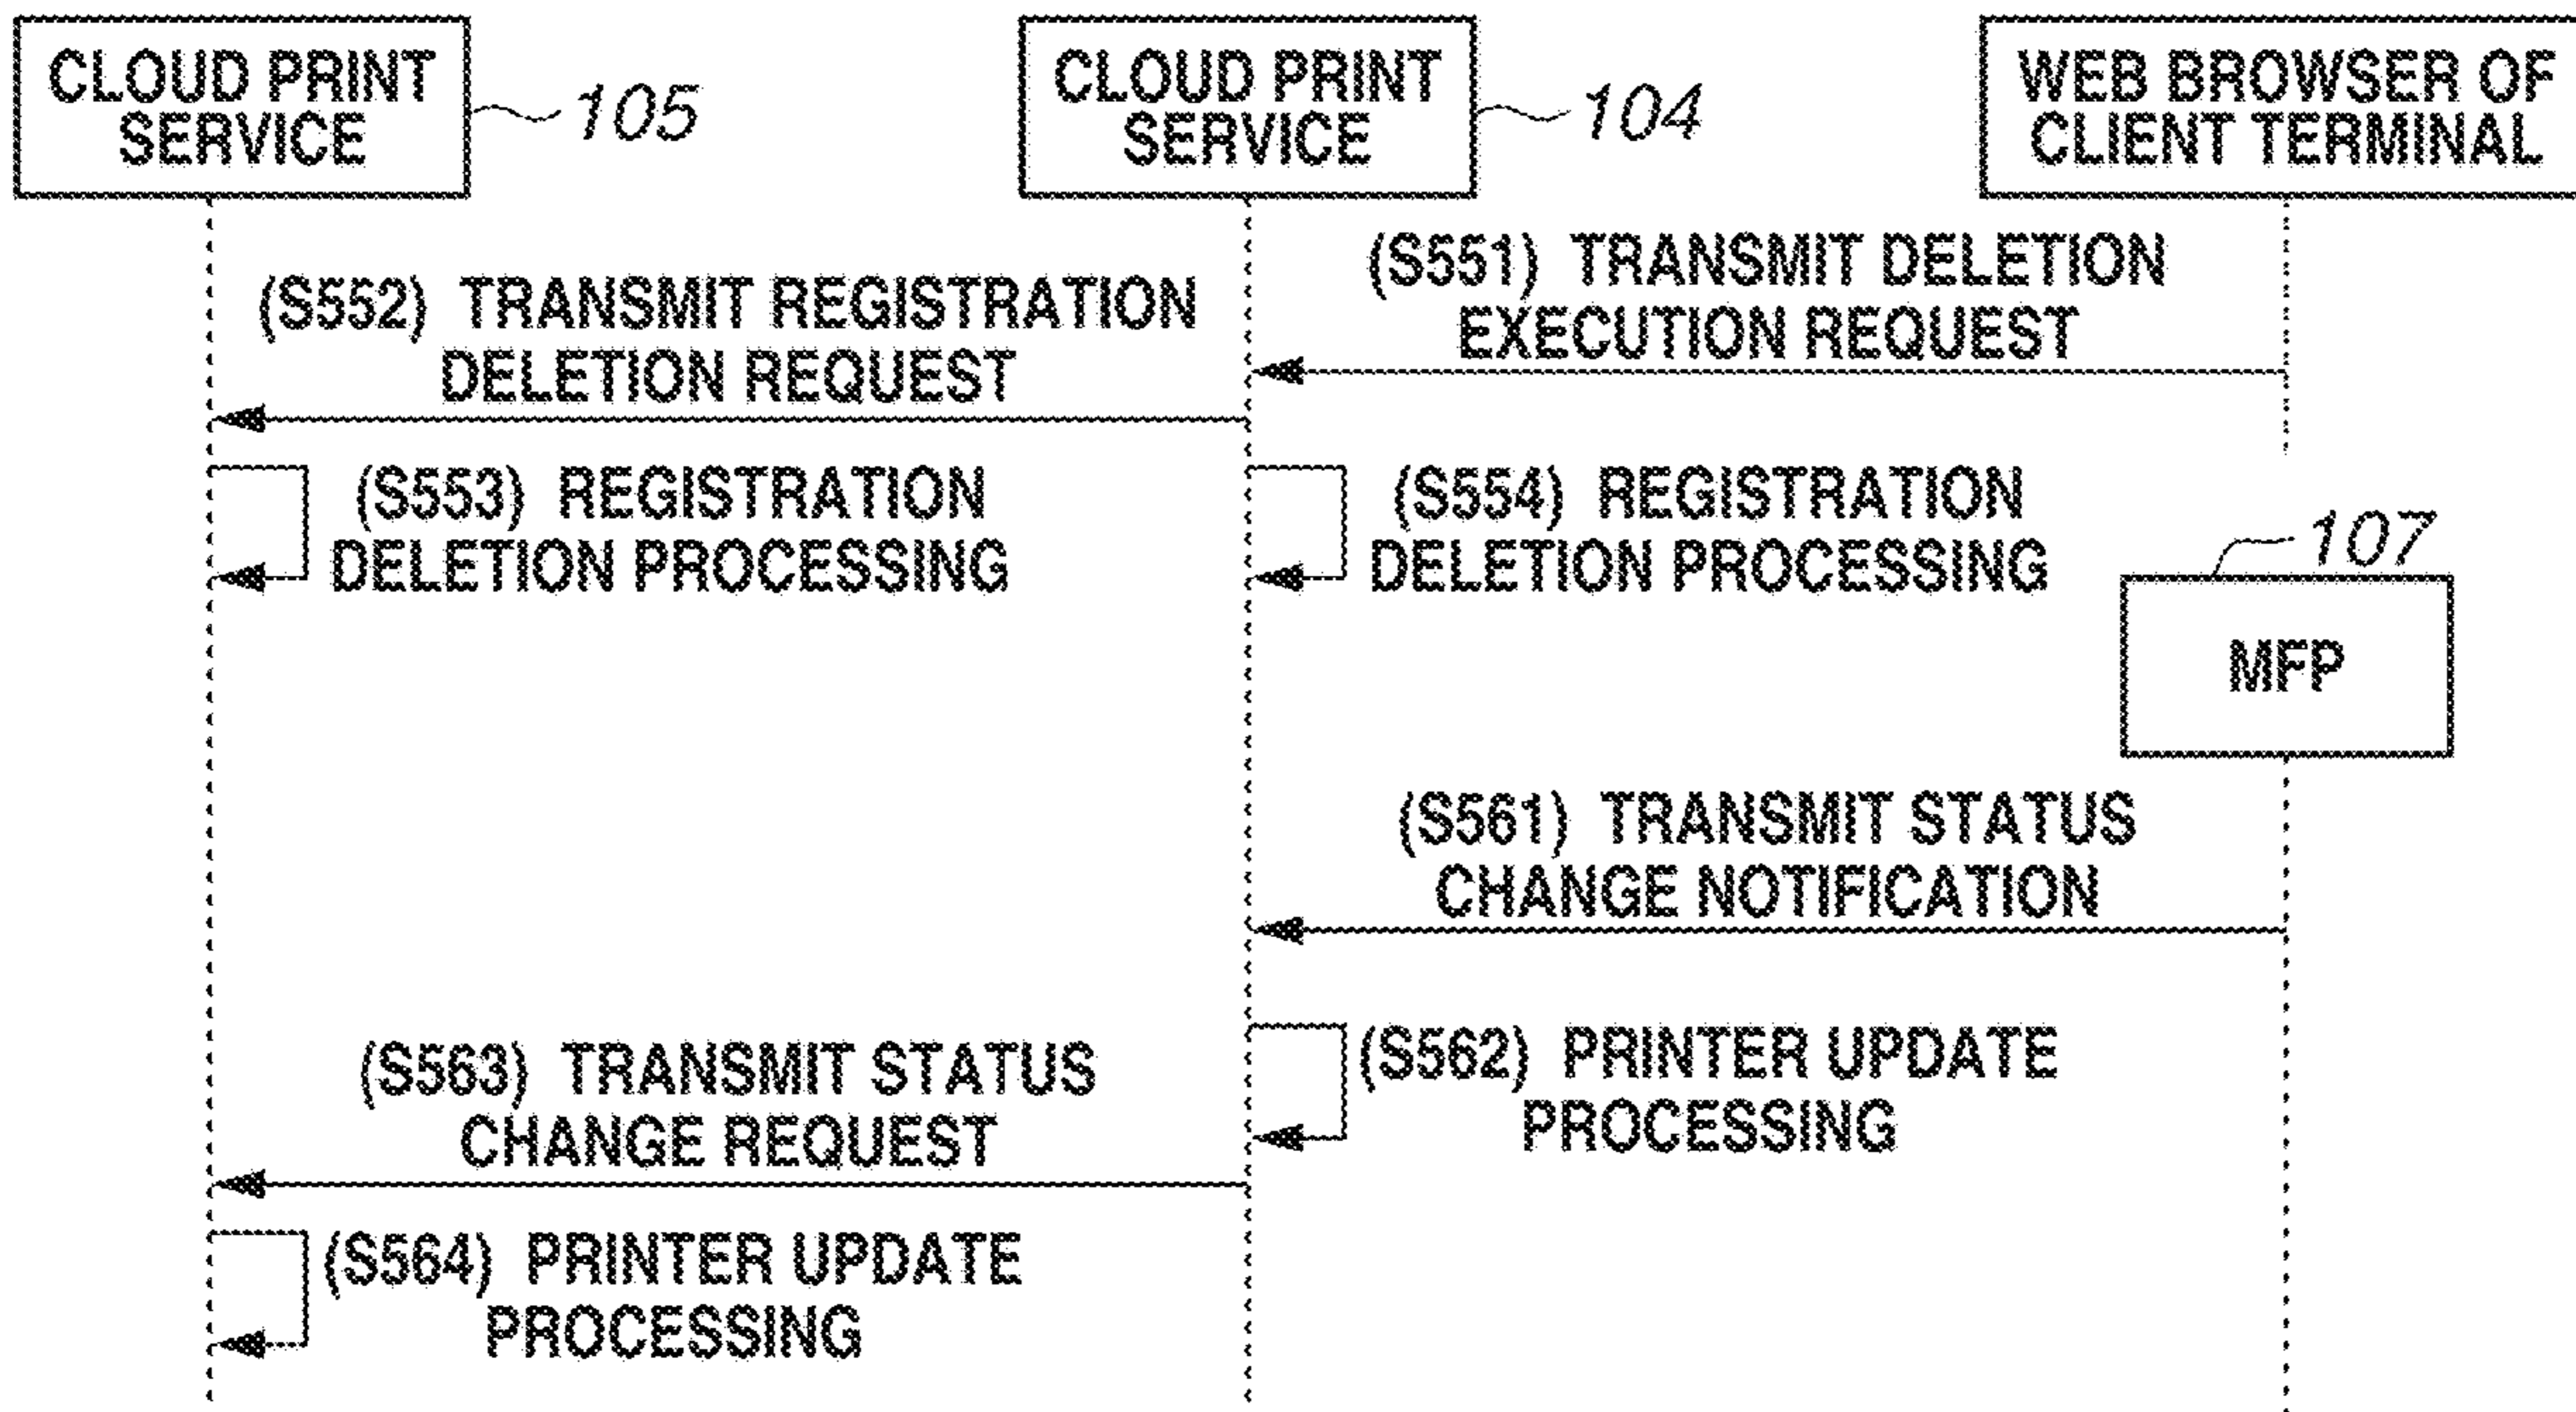 CLOUD PRINT
SERVICE
105
CLOUD PRINT
SERVICE
104
WEB BROWSER OF
CLIENT TERMINAL
(S551) TRANSMIT DELETION
EXECUTION REQUEST
(S552) TRANSMIT REGISTRATION
DELETION REQUEST
(S553) REGISTRATION
DELETION PROCESSING
(S554) REGISTRATION
DELETION PROCESSING
107
MFP
(S561) TRANSMIT STATUS
CHANGE NOTIFICATION
(S562) PRINTER UPDATE
PROCESSING
(S563) TRANSMIT STATUS
CHANGE REQUEST
(S564) PRINTER UPDATE
PROCESSING